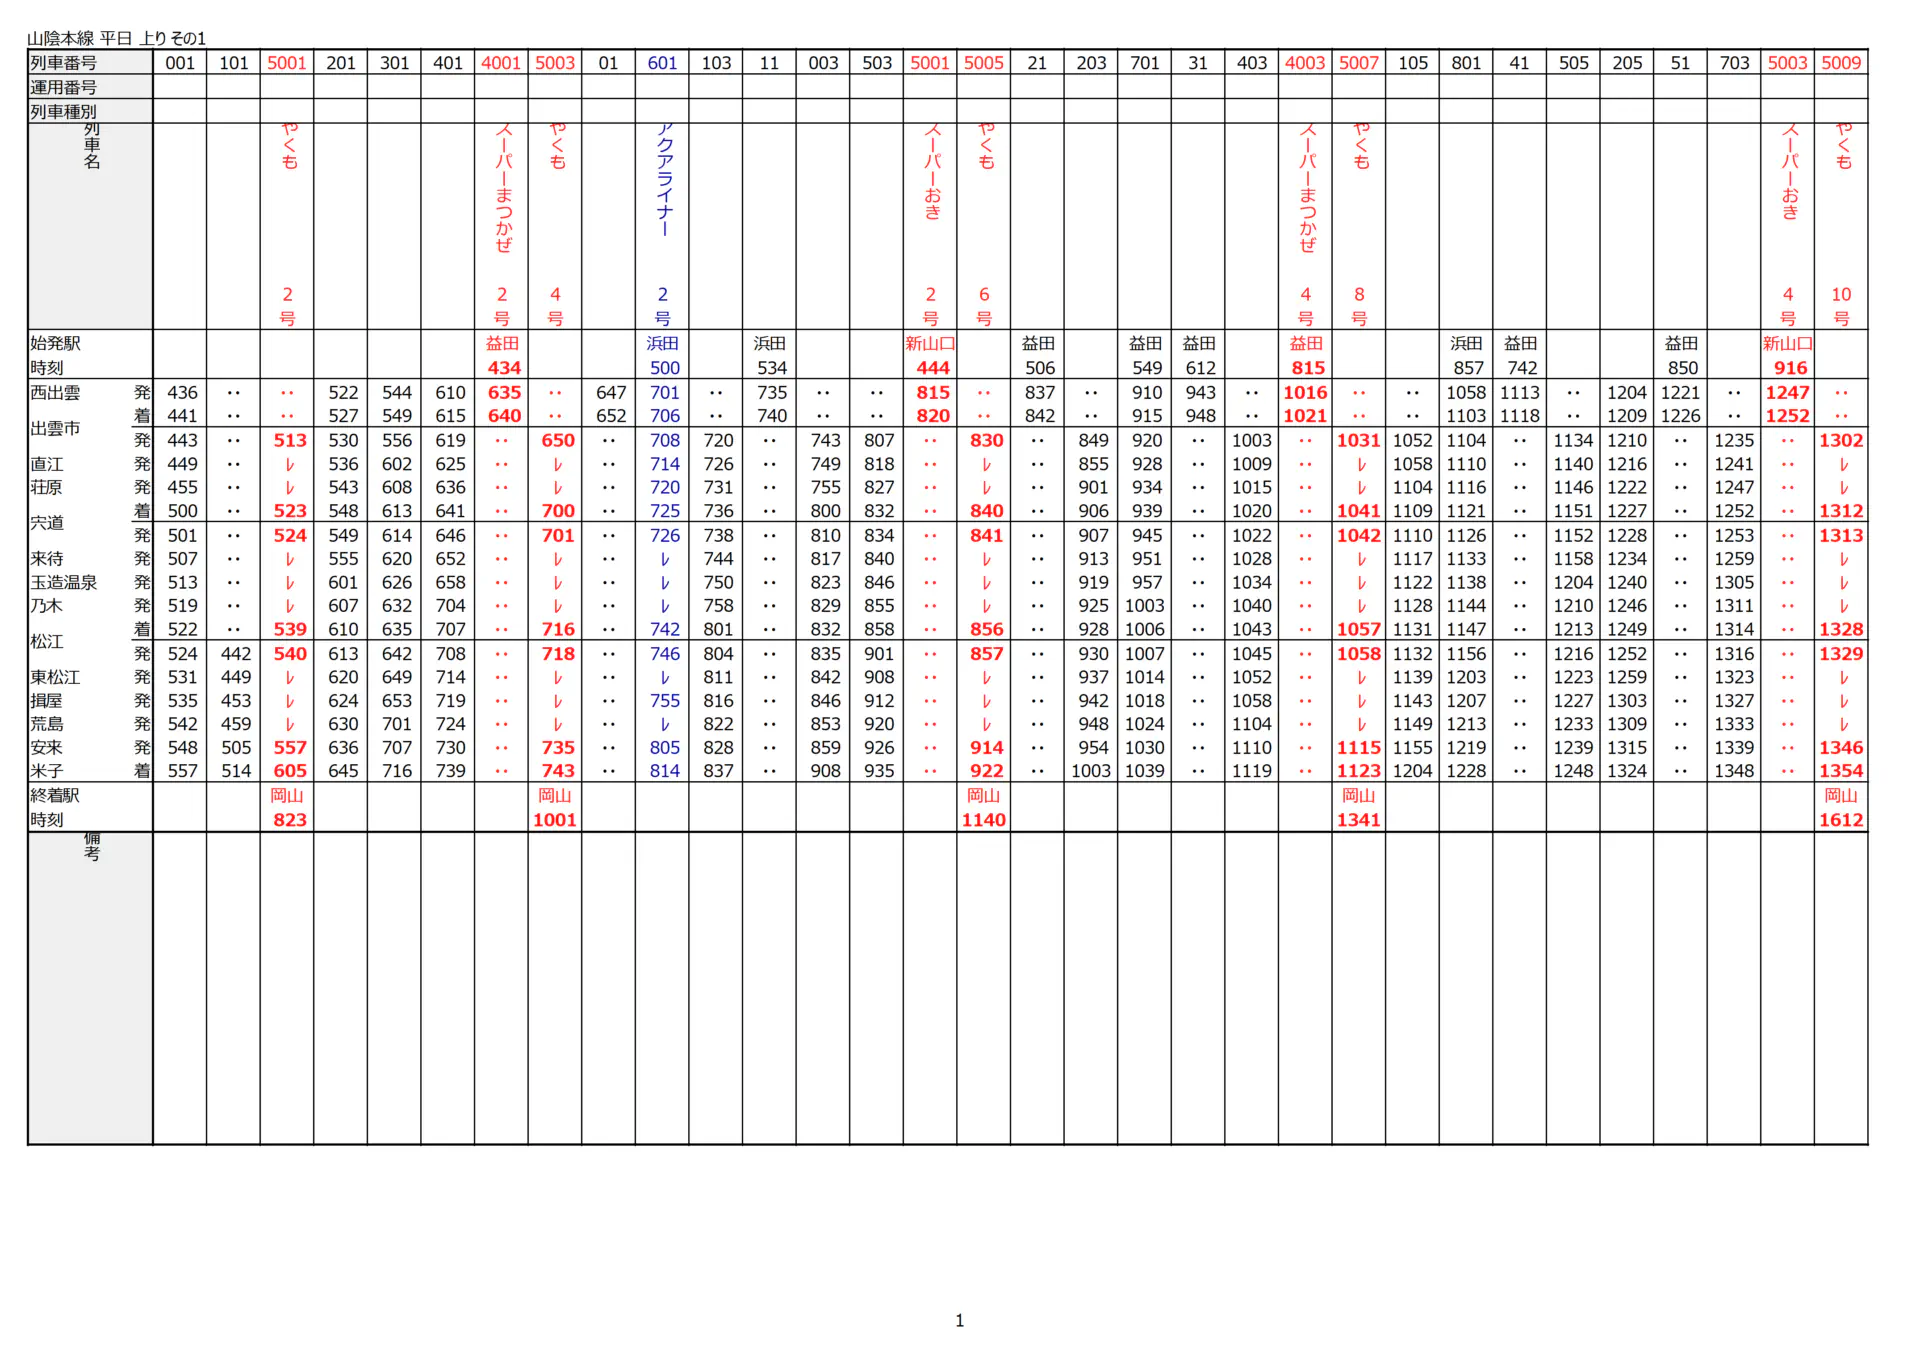 山陰本線 平日 上り その1
列車番号 001 101 5001 201 301 401 4001 5003 01 601 103 11 003 503 5001 5005 21 203 701 31 403 4003 5007 105 801 41 505 205 51 703 5003 5009
運用番号
列車種別
列車名 やくも スーパーまつかぜ やくも アクアライナー スーパーおき やくも スーパーまつかぜ やくも スーパーおき やくも
2 2 4 2 2 6 4 8 4 10
号 号 号 号 号 号 号 号 号 号
始発駅 益田 浜田 浜田 新山口 益田 益田 益田 益田 浜田 益田 益田 新山口
時刻 434 500 534 444 506 549 612 815 857 742 850 916
西出雲 発 436 ‥ ‥ 522 544 610 635 ‥ 647 701 ‥ 735 ‥ ‥ 815 ‥ 837 ‥ 910 943 ‥ 1016 ‥ ‥ 1058 1113 ‥ 1204 1221 ‥ 1247 ‥
出雲市 着 441 ‥ ‥ 527 549 615 640 ‥ 652 706 ‥ 740 ‥ ‥ 820 ‥ 842 ‥ 915 948 ‥ 1021 ‥ ‥ 1103 1118 ‥ 1209 1226 ‥ 1252 ‥
発 443 ‥ 513 530 556 619 ‥ 650 ‥ 708 720 ‥ 743 807 ‥ 830 ‥ 849 920 ‥ 1003 ‥ 1031 1052 1104 ‥ 1134 1210 ‥ 1235 ‥ 1302
直江 発 449 ‥ レ 536 602 625 ‥ レ ‥ 714 726 ‥ 749 818 ‥ レ ‥ 855 928 ‥ 1009 ‥ レ 1058 1110 ‥ 1140 1216 ‥ 1241 ‥ レ
荘原 発 455 ‥ レ 543 608 636 ‥ レ ‥ 720 731 ‥ 755 827 ‥ レ ‥ 901 934 ‥ 1015 ‥ レ 1104 1116 ‥ 1146 1222 ‥ 1247 ‥ レ
宍道 着 500 ‥ 523 548 613 641 ‥ 700 ‥ 725 736 ‥ 800 832 ‥ 840 ‥ 906 939 ‥ 1020 ‥ 1041 1109 1121 ‥ 1151 1227 ‥ 1252 ‥ 1312
発 501 ‥ 524 549 614 646 ‥ 701 ‥ 726 738 ‥ 810 834 ‥ 841 ‥ 907 945 ‥ 1022 ‥ 1042 1110 1126 ‥ 1152 1228 ‥ 1253 ‥ 1313
来待 発 507 ‥ レ 555 620 652 ‥ レ ‥ レ 744 ‥ 817 840 ‥ レ ‥ 913 951 ‥ 1028 ‥ レ 1117 1133 ‥ 1158 1234 ‥ 1259 ‥ レ
玉造温泉 発 513 ‥ レ 601 626 658 ‥ レ ‥ レ 750 ‥ 823 846 ‥ レ ‥ 919 957 ‥ 1034 ‥ レ 1122 1138 ‥ 1204 1240 ‥ 1305 ‥ レ
乃木 発 519 ‥ レ 607 632 704 ‥ レ ‥ レ 758 ‥ 829 855 ‥ レ ‥ 925 1003 ‥ 1040 ‥ レ 1128 1144 ‥ 1210 1246 ‥ 1311 ‥ レ
松江 着 522 ‥ 539 610 635 707 ‥ 716 ‥ 742 801 ‥ 832 858 ‥ 856 ‥ 928 1006 ‥ 1043 ‥ 1057 1131 1147 ‥ 1213 1249 ‥ 1314 ‥ 1328
発 524 442 540 613 642 708 ‥ 718 ‥ 746 804 ‥ 835 901 ‥ 857 ‥ 930 1007 ‥ 1045 ‥ 1058 1132 1156 ‥ 1216 1252 ‥ 1316 ‥ 1329
東松江 発 531 449 レ 620 649 714 ‥ レ ‥ レ 811 ‥ 842 908 ‥ レ ‥ 937 1014 ‥ 1052 ‥ レ 1139 1203 ‥ 1223 1259 ‥ 1323 ‥ レ
揖屋 発 535 453 レ 624 653 719 ‥ レ ‥ 755 816 ‥ 846 912 ‥ レ ‥ 942 1018 ‥ 1058 ‥ レ 1143 1207 ‥ 1227 1303 ‥ 1327 ‥ レ
荒島 発 542 459 レ 630 701 724 ‥ レ ‥ レ 822 ‥ 853 920 ‥ レ ‥ 948 1024 ‥ 1104 ‥ レ 1149 1213 ‥ 1233 1309 ‥ 1333 ‥ レ
安来 発 548 505 557 636 707 730 ‥ 735 ‥ 805 828 ‥ 859 926 ‥ 914 ‥ 954 1030 ‥ 1110 ‥ 1115 1155 1219 ‥ 1239 1315 ‥ 1339 ‥ 1346
米子 着 557 514 605 645 716 739 ‥ 743 ‥ 814 837 ‥ 908 935 ‥ 922 ‥ 1003 1039 ‥ 1119 ‥ 1123 1204 1228 ‥ 1248 1324 ‥ 1348 ‥ 1354
終着駅 岡山 岡山 岡山 岡山 岡山
時刻 823 1001 1140 1341 1612
備考
1